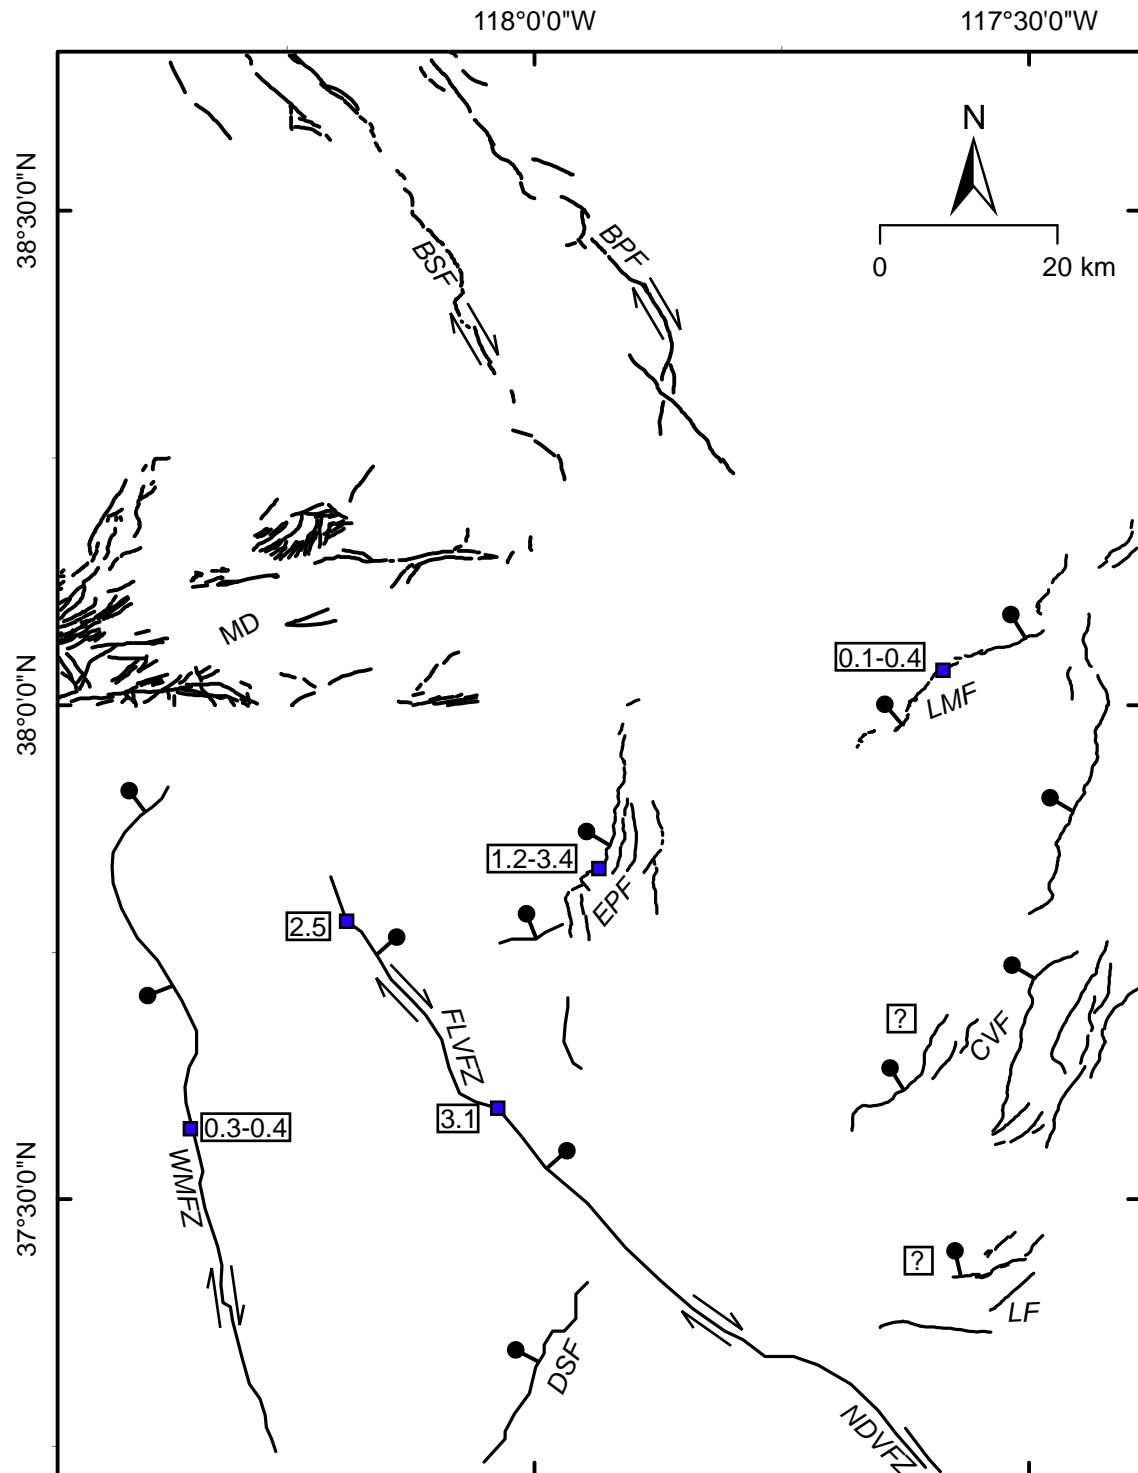 118°0'0"W
117°30'0"W
N
38°30'0"N
BSF
BPF
0
20 km
MD
0.1-0.4
LMF
38°0'0"N
1.2-3.4
EPF
2.5
FLVFZ
?
CVF
3.1
0.3-0.4
WMFZ
37°30'0"N
?
LF
DSF
NDVFZ